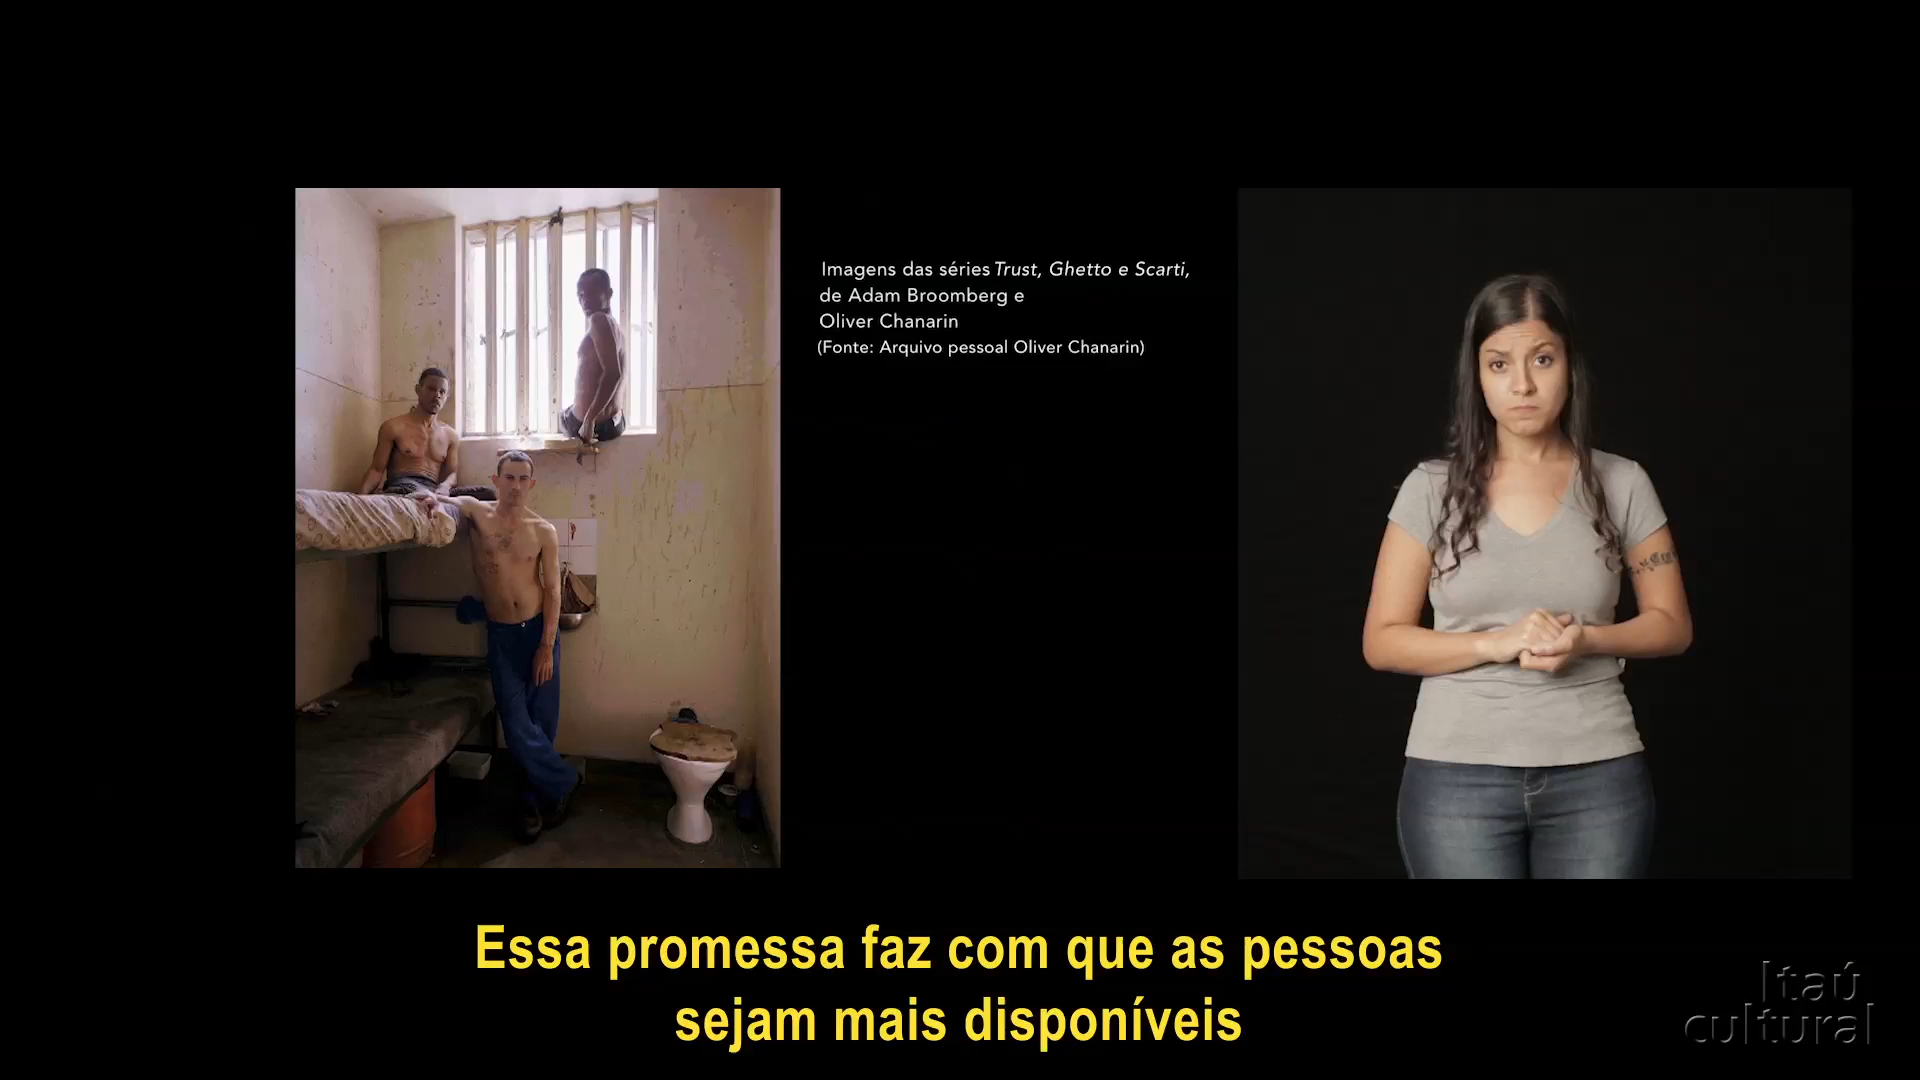 Imagens das séries Trust, Ghetto e Scarti,
de Adam Broomberg e
Oliver Chanarin
(Fonte: Arquivo pessoal Oliver Chanarin)
Essa promessa faz com que as pessoas
sejam mais disponíveis
Itaú
cultural